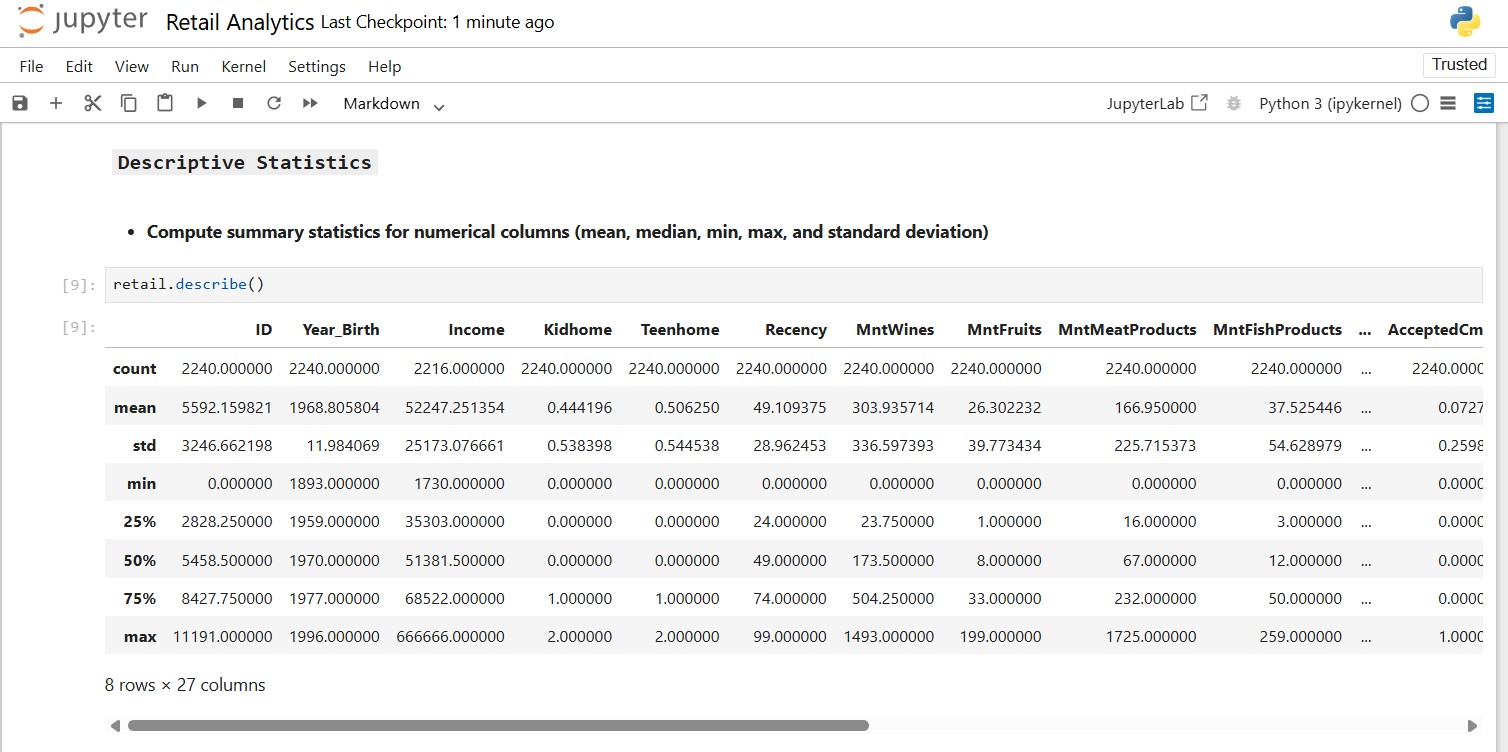 jupyter Retail Analytics Last Checkpoint: 1 minute ago
File Edit View Run Kernel Settings Help Trusted
Markdown JupyterLab Python 3 (ipykernel)
Descriptive Statistics
• Compute summary statistics for numerical columns (mean, median, min, max, and standard deviation)
[9]: retail.describe()
[9]: ID Year_Birth Income Kidhome Teenhome Recency MntWines MntFruits MntMeatProducts MntFishProducts ... AcceptedCm
count 2240.000000 2240.000000 2216.000000 2240.000000 2240.000000 2240.000000 2240.000000 2240.000000 2240.000000 2240.000000 ... 2240.0000
mean 5592.159821 1968.805804 52247.251354 0.444196 0.506250 49.109375 303.935714 26.302232 166.950000 37.525446 ... 0.0727
std 3246.662198 11.984069 25173.076661 0.538398 0.544538 28.962453 336.597393 39.773434 225.715373 54.628979 ... 0.2598
min 0.000000 1893.000000 1730.000000 0.000000 0.000000 0.000000 0.000000 0.000000 0.000000 0.000000 ... 0.0000
25% 2828.250000 1959.000000 35303.000000 0.000000 0.000000 24.000000 23.750000 1.000000 16.000000 3.000000 ... 0.0000
50% 5458.500000 1970.000000 51381.500000 0.000000 0.000000 49.000000 173.500000 8.000000 67.000000 12.000000 ... 0.0000
75% 8427.750000 1977.000000 68522.000000 1.000000 1.000000 74.000000 504.250000 33.000000 232.000000 50.000000 ... 0.0000
max 11191.000000 1996.000000 666666.000000 2.000000 2.000000 99.000000 1493.000000 199.000000 1725.000000 259.000000 ... 1.0000
8 rows × 27 columns